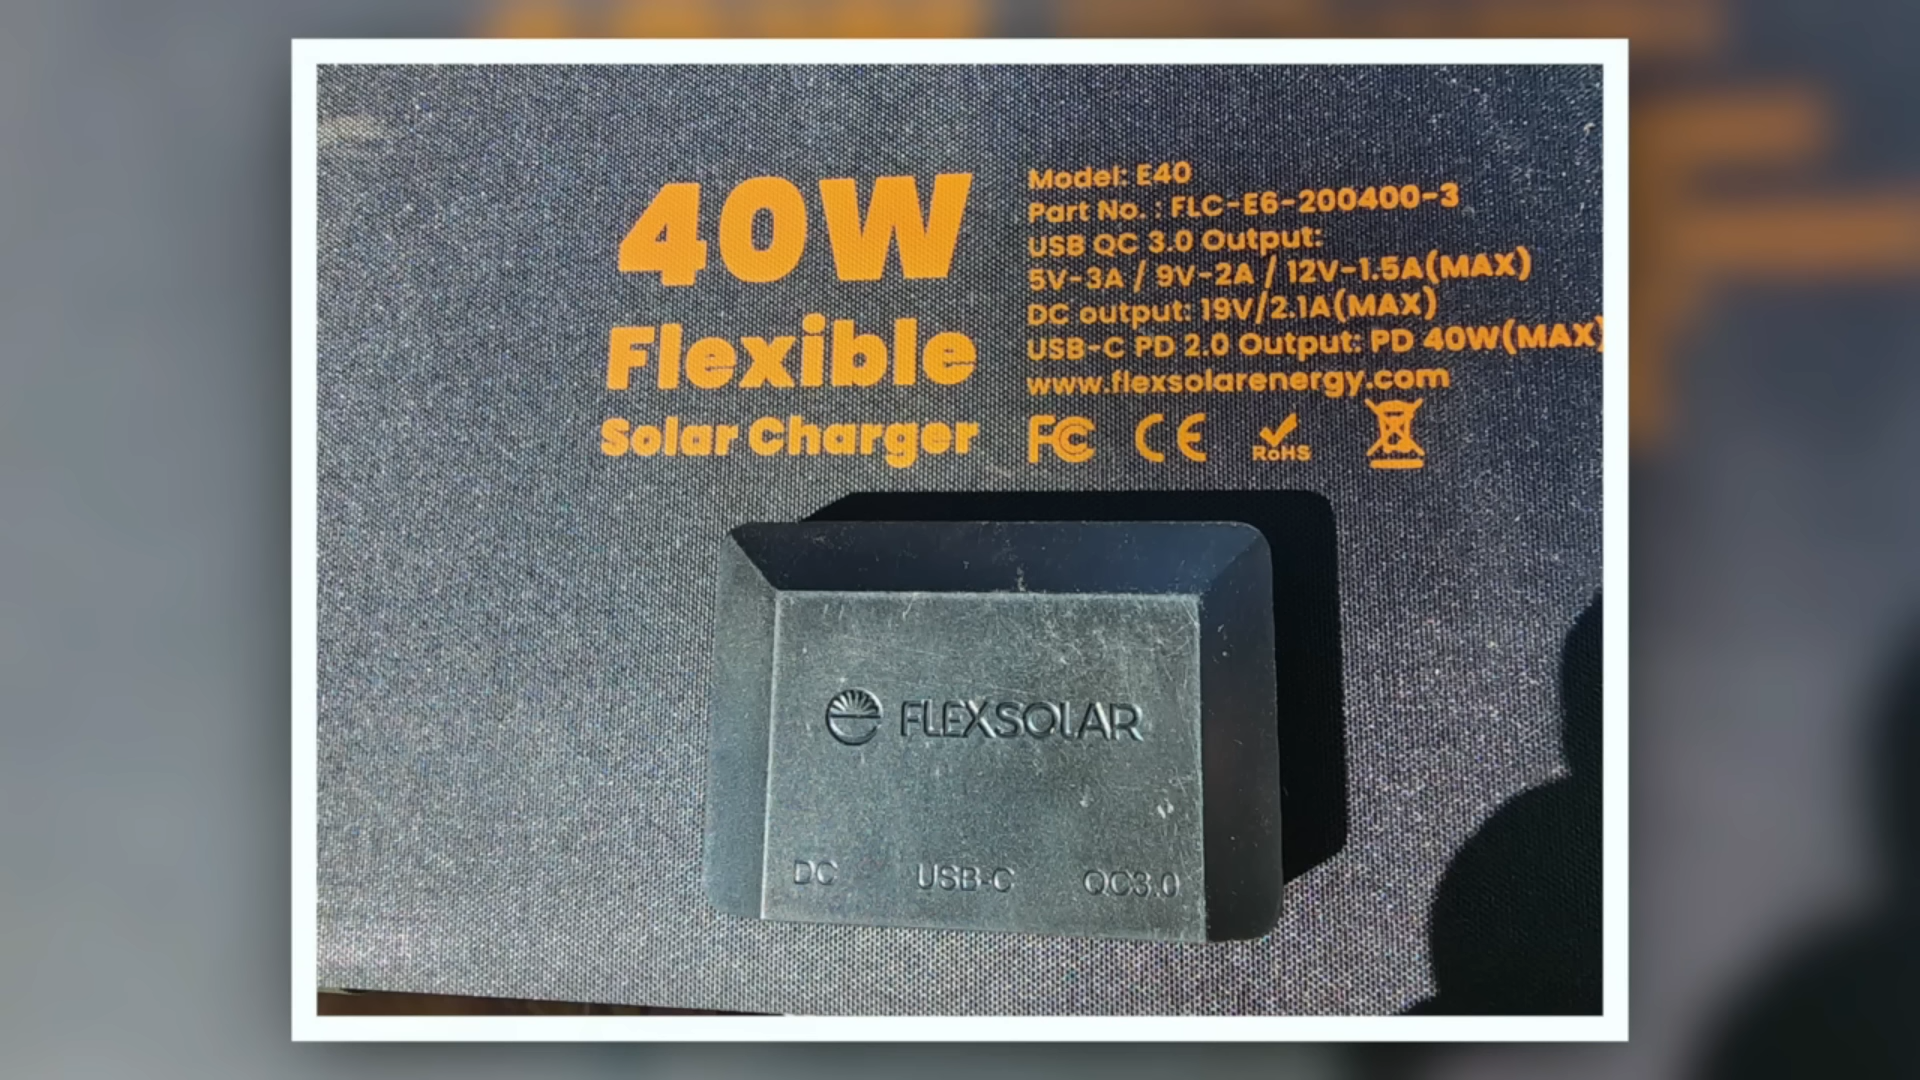 40W
Flexible
Solar Charger
Model: E40
Part No. : FLC-E6-200400-3
USB QC 3.0 Output:
5V-3A / 9V-2A / 12V-1.5A(MAX)
DC output: 19V/2.1A(MAX)
USB-C PD 2.0 Output: PD 40W(MAX)
www.flexsolarenergy.com
FC CE RoHS
FLEXSOLAR
DC USB-C QC3.0